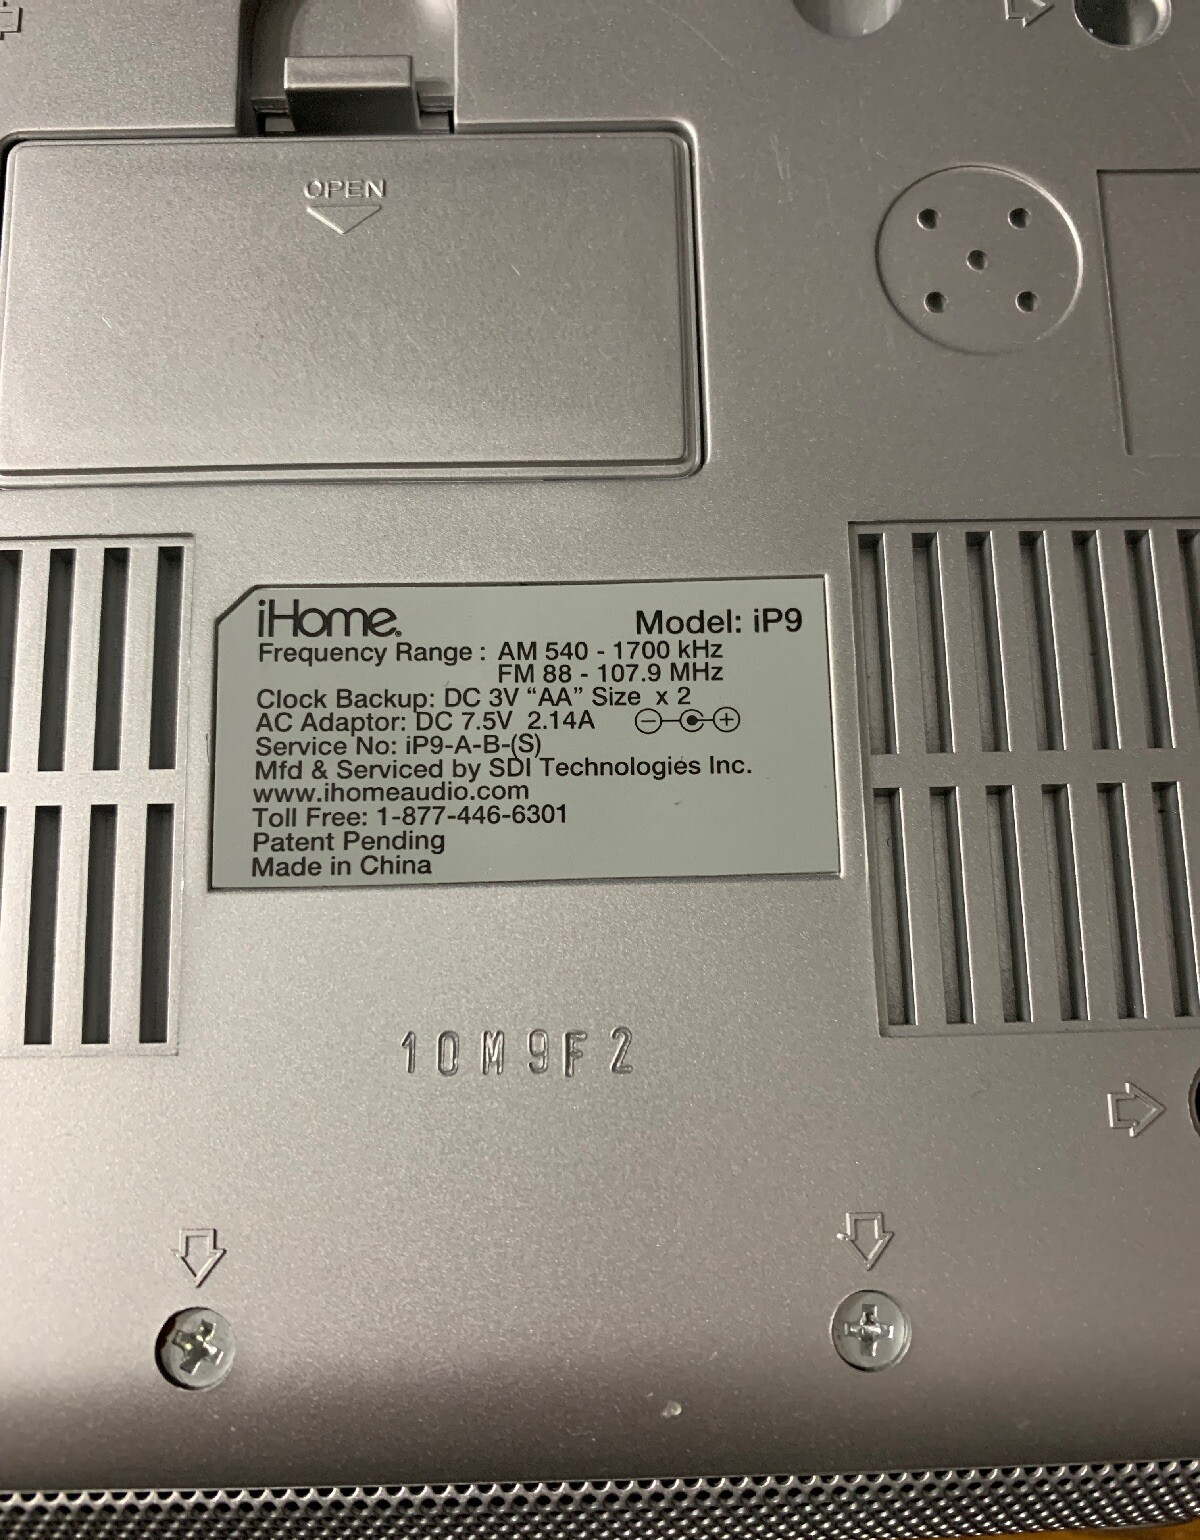 OPEN
iHome. Model: iP9
Frequency Range : AM 540 - 1700 kHz
FM 88 - 107.9 MHz
Clock Backup: DC 3V “AA” Size x 2
AC Adaptor: DC 7.5V 2.14A
Service No: iP9-A-B-(S)
Mfd & Serviced by SDI Technologies Inc.
www.ihomeaudio.com
Toll Free: 1-877-446-6301
Patent Pending
Made in China
10M9F2